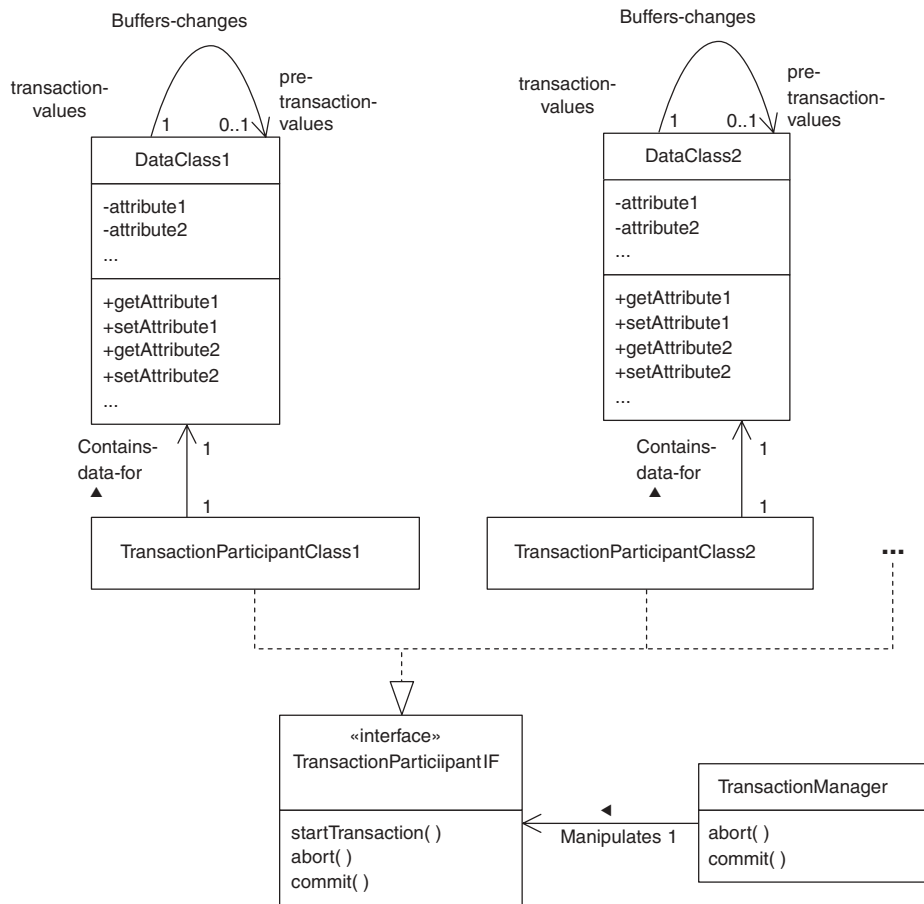 Buffers-changes
transaction-
values
pre-
transaction-
values
1
0..1
DataClass1
-attribute1
-attribute2
...
+getAttribute1
+setAttribute1
+getAttribute2
+setAttribute2
...
Contains-
data-for
1
1
TransactionParticipantClass1
Buffers-changes
transaction-
values
pre-
transaction-
values
1
0..1
DataClass2
-attribute1
-attribute2
...
+getAttribute1
+setAttribute1
+getAttribute2
+setAttribute2
...
Contains-
data-for
1
1
TransactionParticipantClass2
...
«interface»
TransactionParticiipantIF
startTransaction( )
abort( )
commit( )
Manipulates 1
TransactionManager
abort( )
commit( )